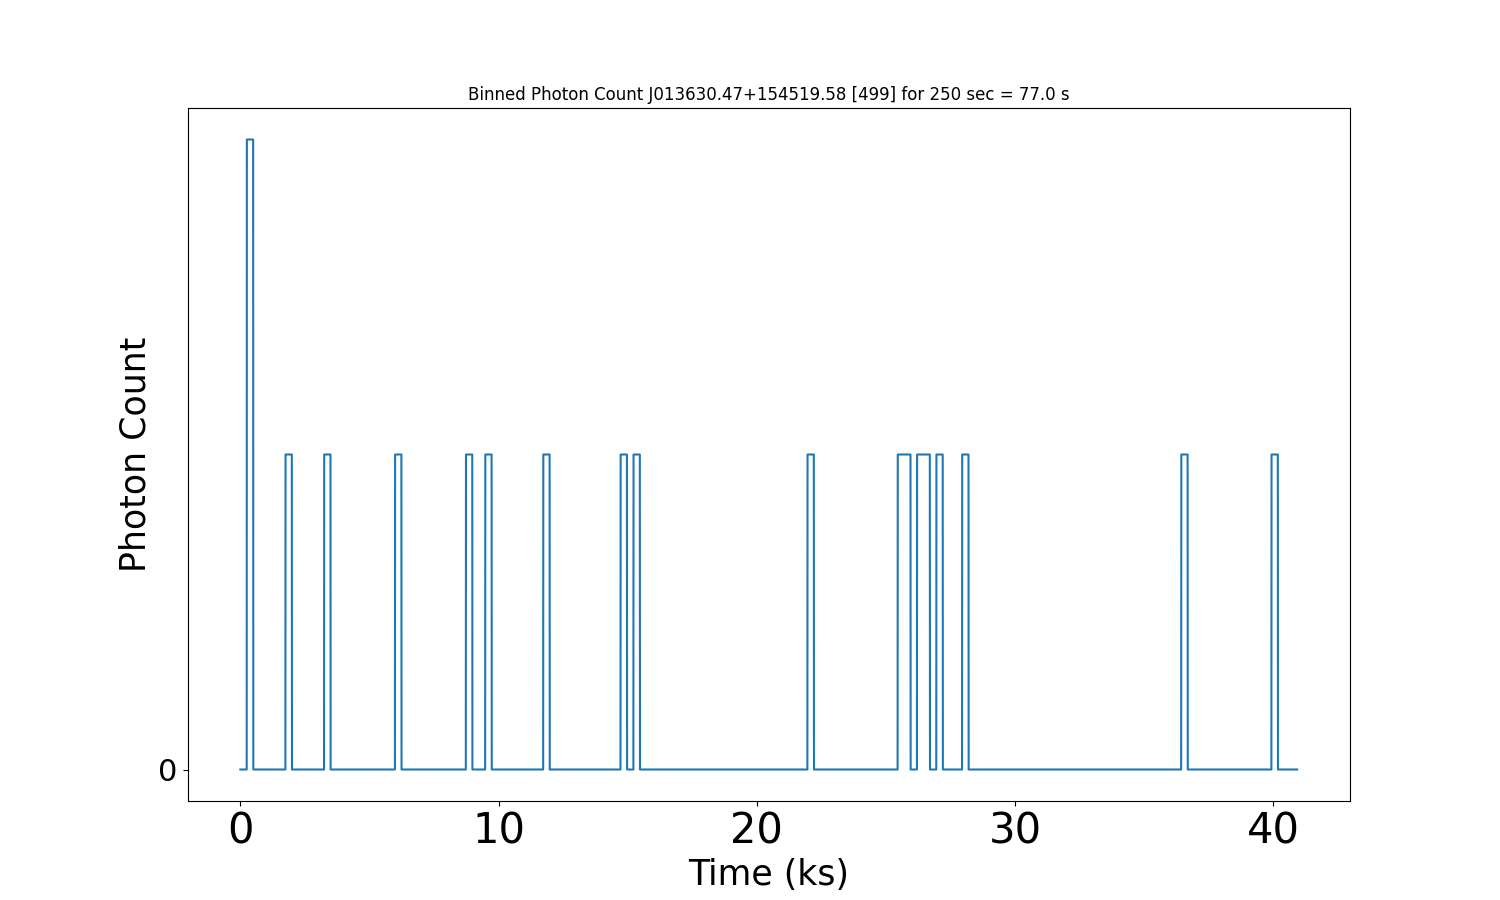 Binned Photon Count J013630.47+154519.58 [499] for 250 sec = 77.0 s
Photon Count
0
0 10 20 30 40
Time (ks)